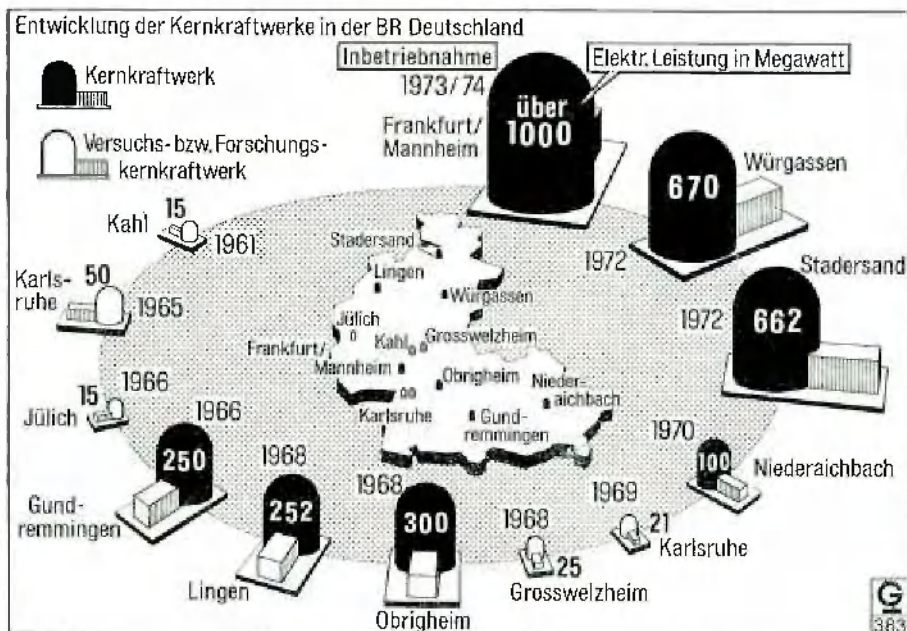 Entwicklung der Kernkraftwerke in der BR Deutschland
Kernkraftwerk
Versuchs- bzw. Forschungs-
kernkraftwerk
Inbetriebnahme
1973/74
Frankfurt/
Mannheim
über
1000
Elektr. Leistung in Megawatt
670
Würgassen
1972
Stadersand
1972
662
Kahl
15
1961
Karls-
ruhe
50
1965
15
1966
Jülich
1966
250
Gund-
remmingen
1968
252
Lingen
1968
300
Obrigheim
1968
25
Grosswelzheim
1969
21
Karlsruhe
1970
100
Niederaichbach
Stadersand
Lingen
Würgassen
Jülich
Kahl
Grosswelzheim
Frankfurt/
Mannheim
Obrigheim
Nieder-
aichbach
Karlsruhe
Gund-
remmingen
G
383